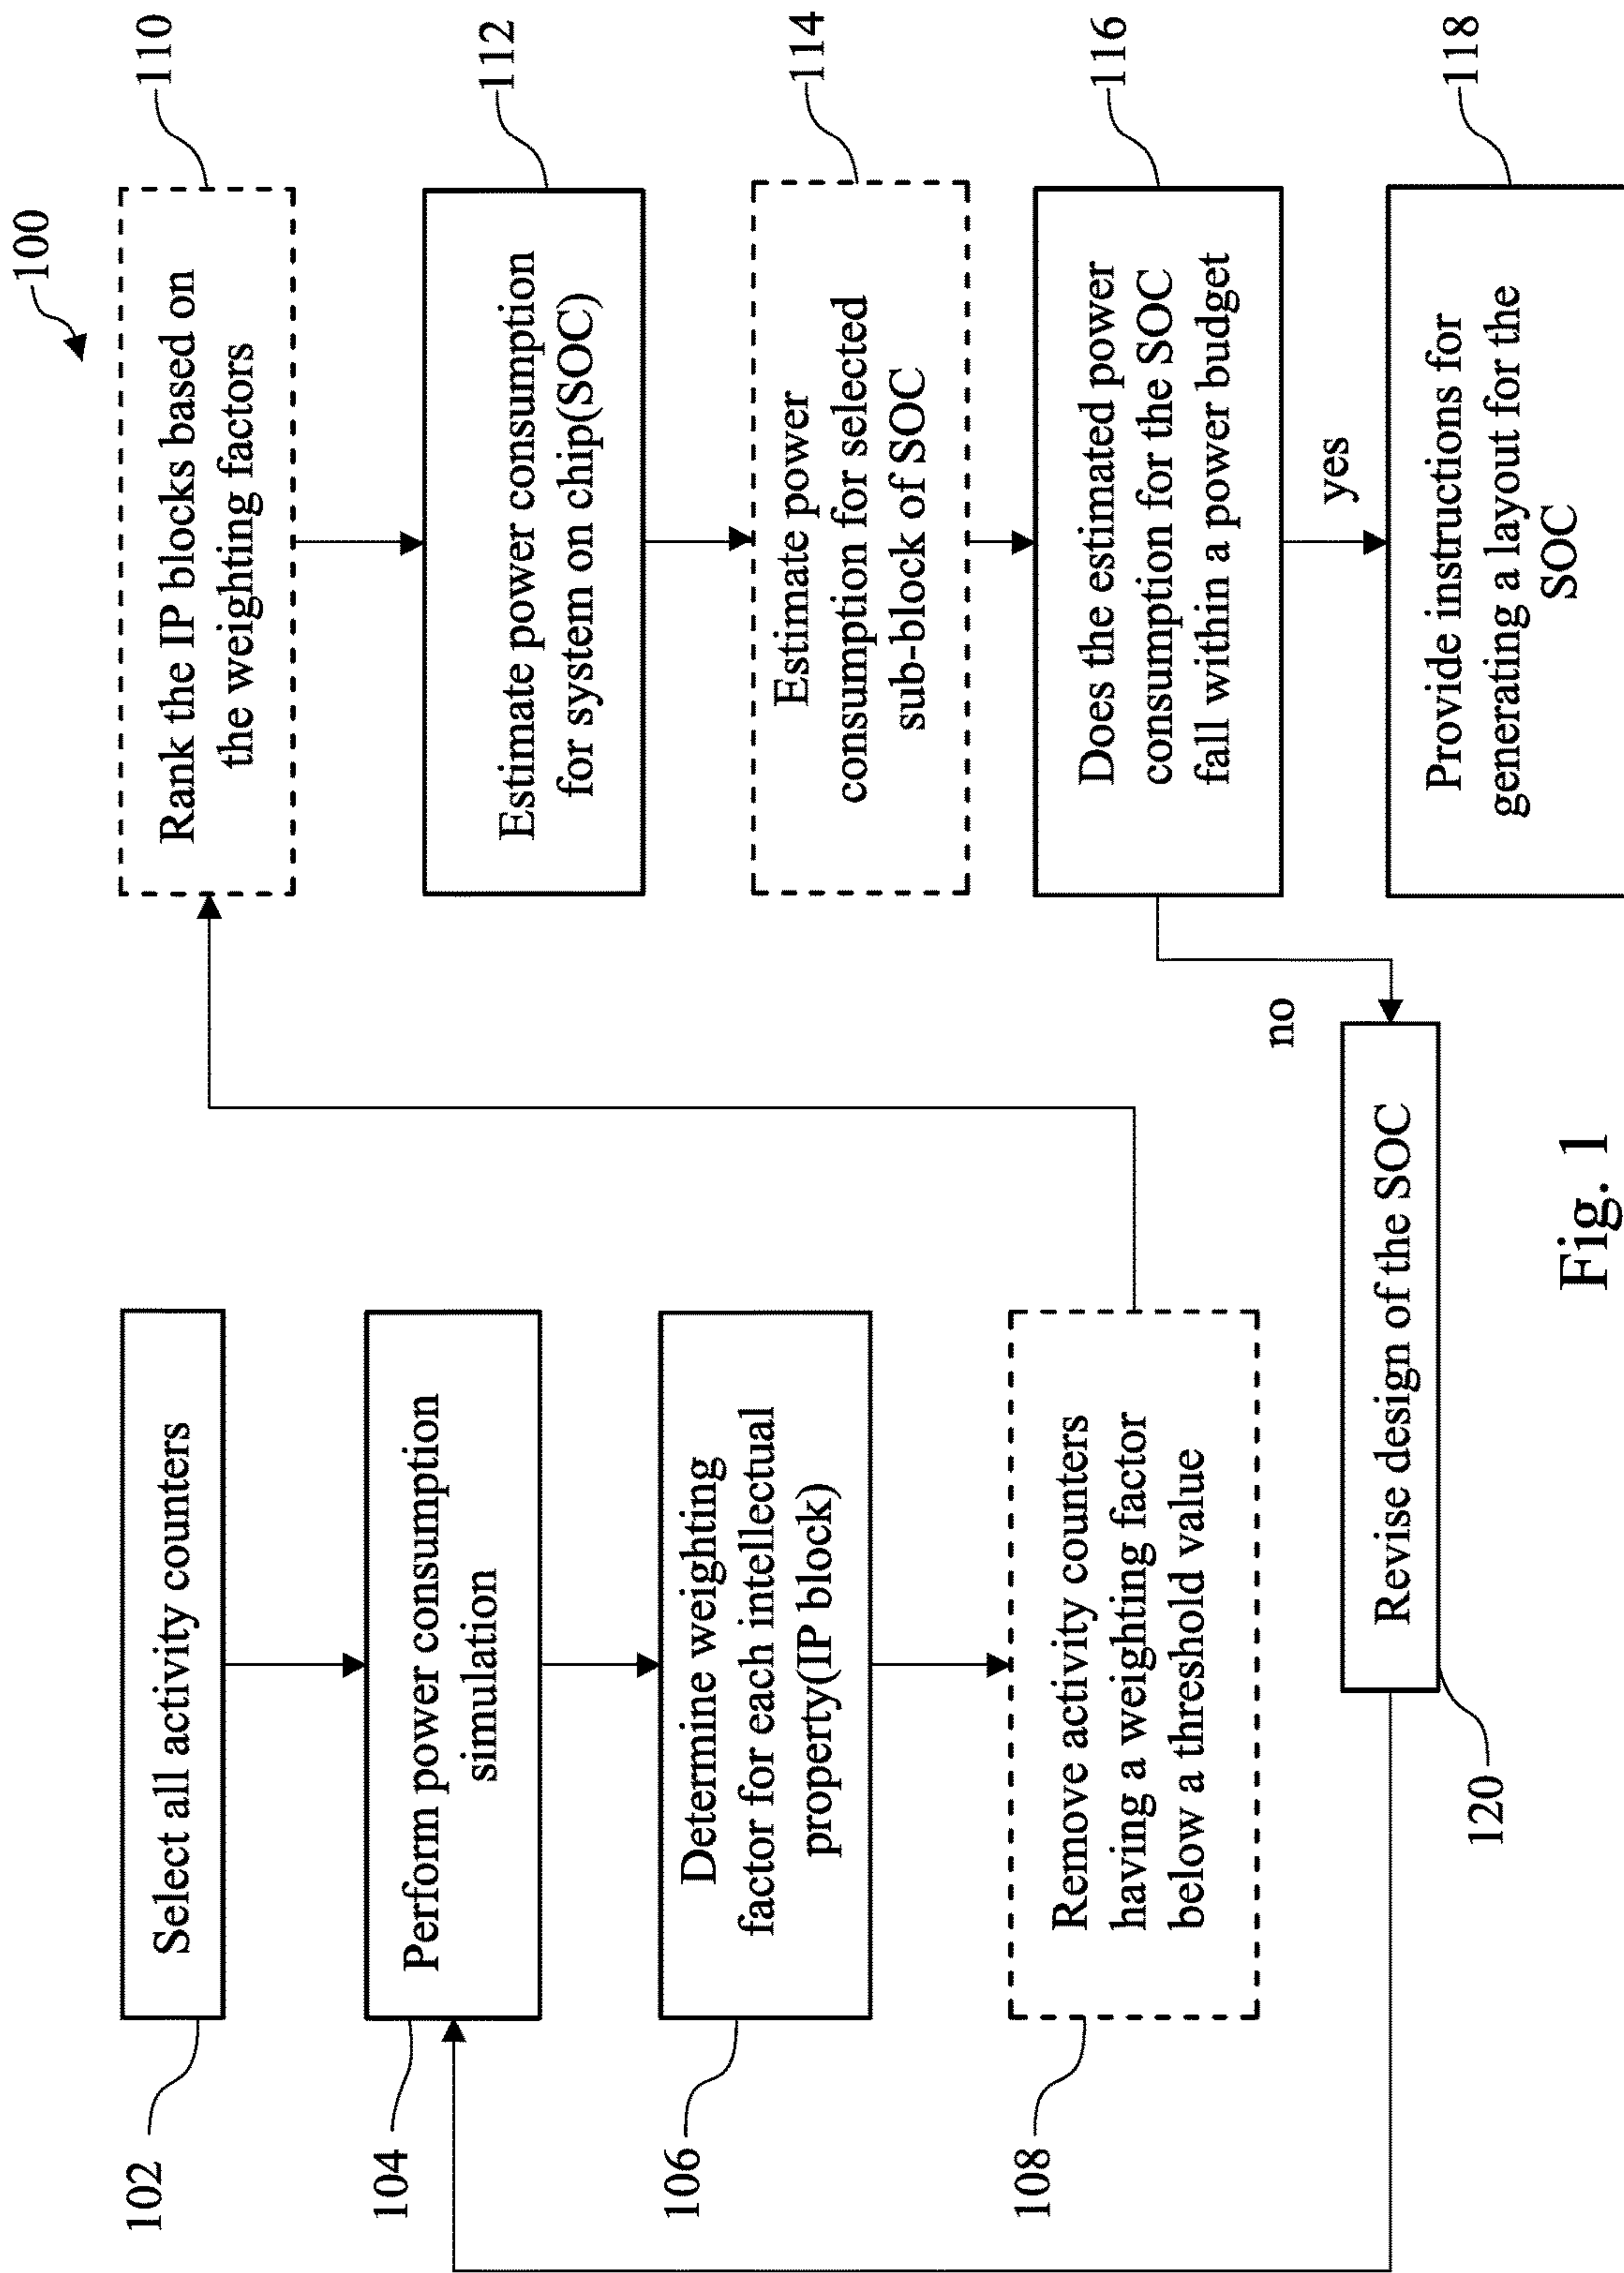 100
102
Select all activity counters
104
Perform power consumption
simulation
106
Determine weighting
factor for each intellectual
property(IP block)
108
Remove activity counters
having a weighting factor
below a threshold value
110
Rank the IP blocks based on
the weighting factors
112
Estimate power consumption
for system on chip(SOC)
114
Estimate power
consumption for selected
sub-block of SOC
116
Does the estimated power
consumption for the SOC
fall within a power budget
yes
no
118
Provide instructions for
generating a layout for the
SOC
120
Revise design of the SOC
Fig. 1